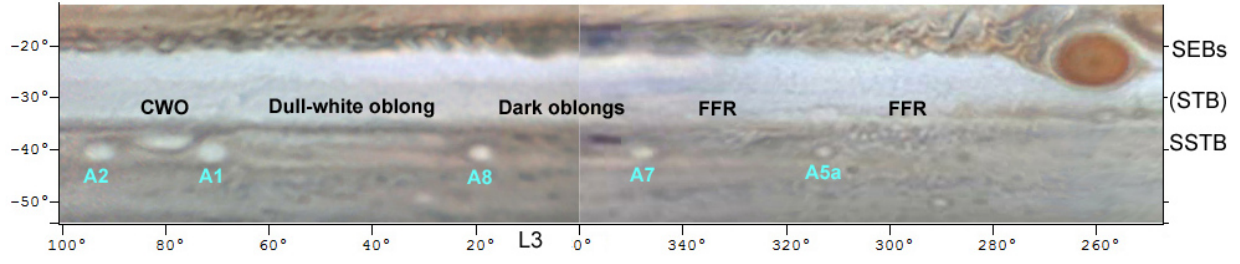 -20°
SEBs
-30°
CWO Dull-white oblong Dark oblongs FFR FFR (STB)
-40°
SSTB
A2 A1 A8 A7 A5a
-50°
100° 80° 60° 40° 20° L3 0° 340° 320° 300° 280° 260°